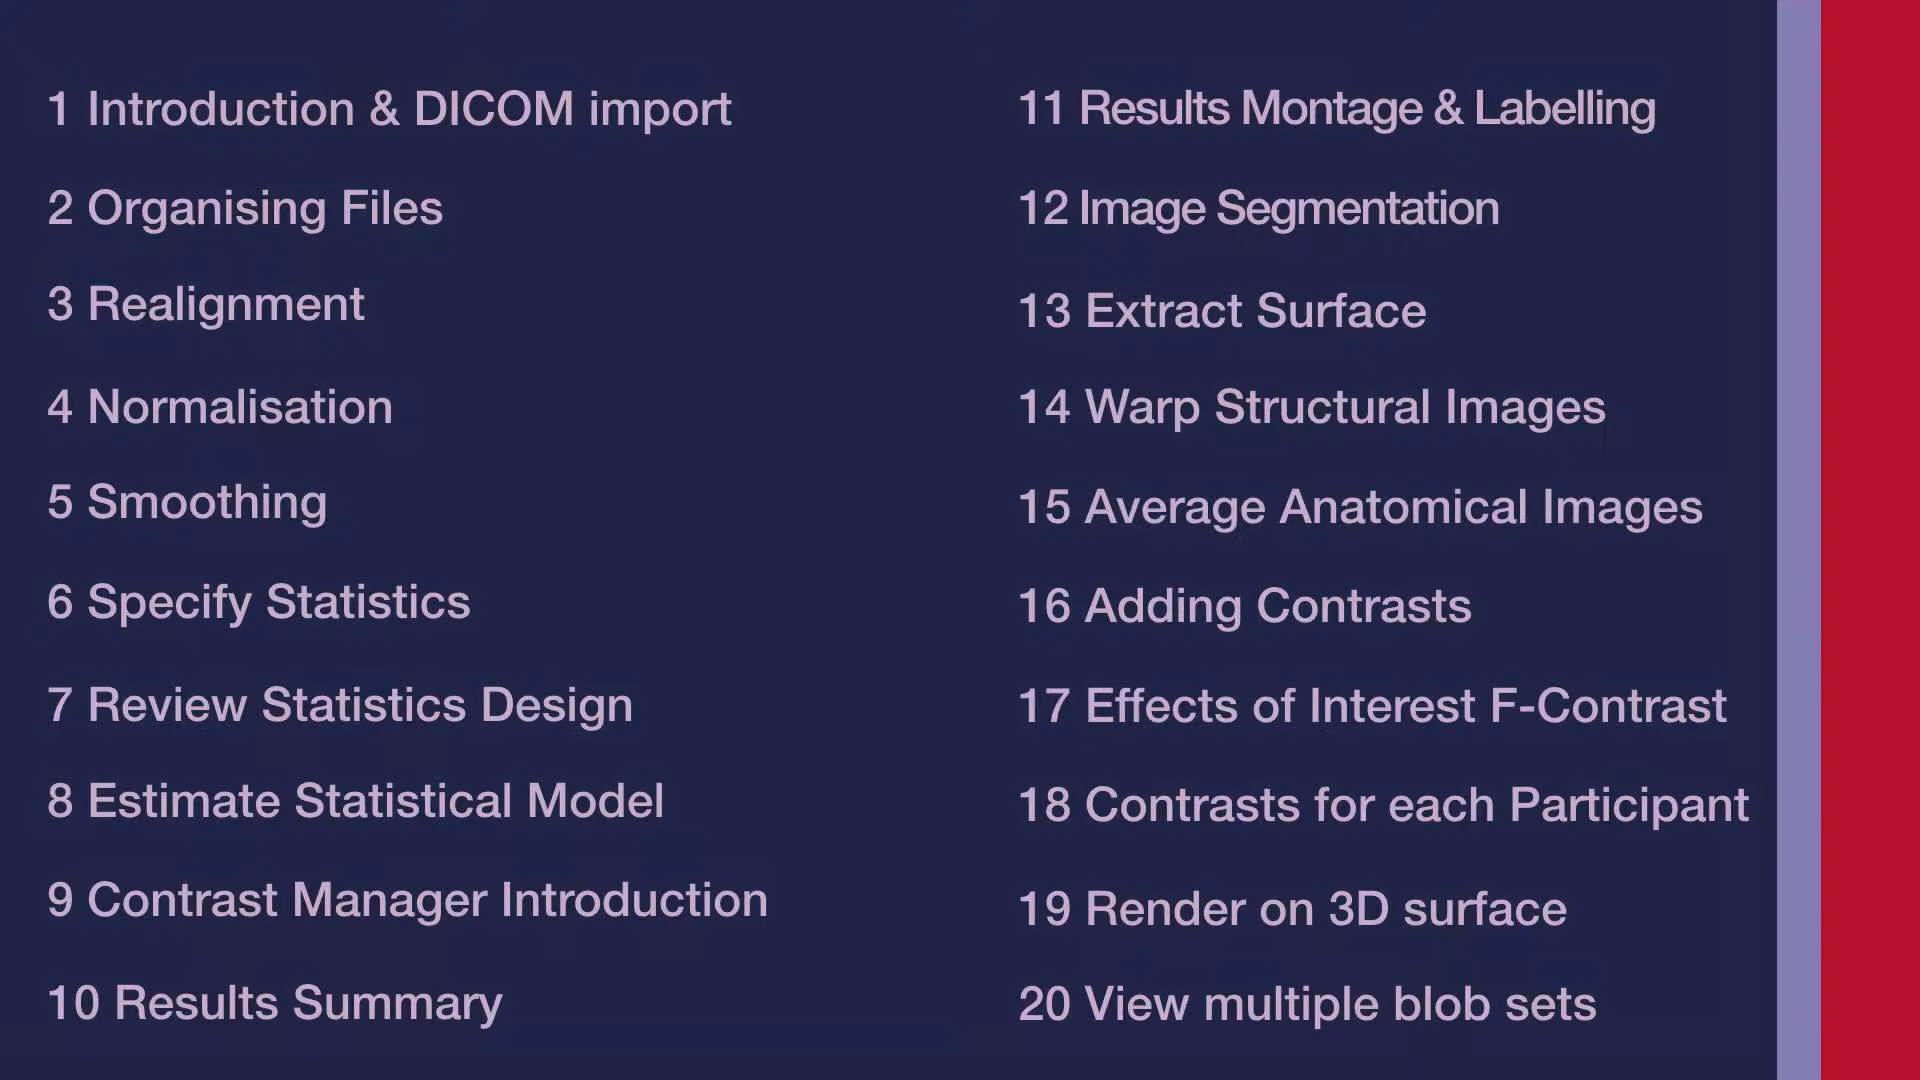 1 Introduction & DICOM import
2 Organising Files
3 Realignment
4 Normalisation
5 Smoothing
6 Specify Statistics
7 Review Statistics Design
8 Estimate Statistical Model
9 Contrast Manager Introduction
10 Results Summary
11 Results Montage & Labelling
12 Image Segmentation
13 Extract Surface
14 Warp Structural Images
15 Average Anatomical Images
16 Adding Contrasts
17 Effects of Interest F-Contrast
18 Contrasts for each Participant
19 Render on 3D surface
20 View multiple blob sets